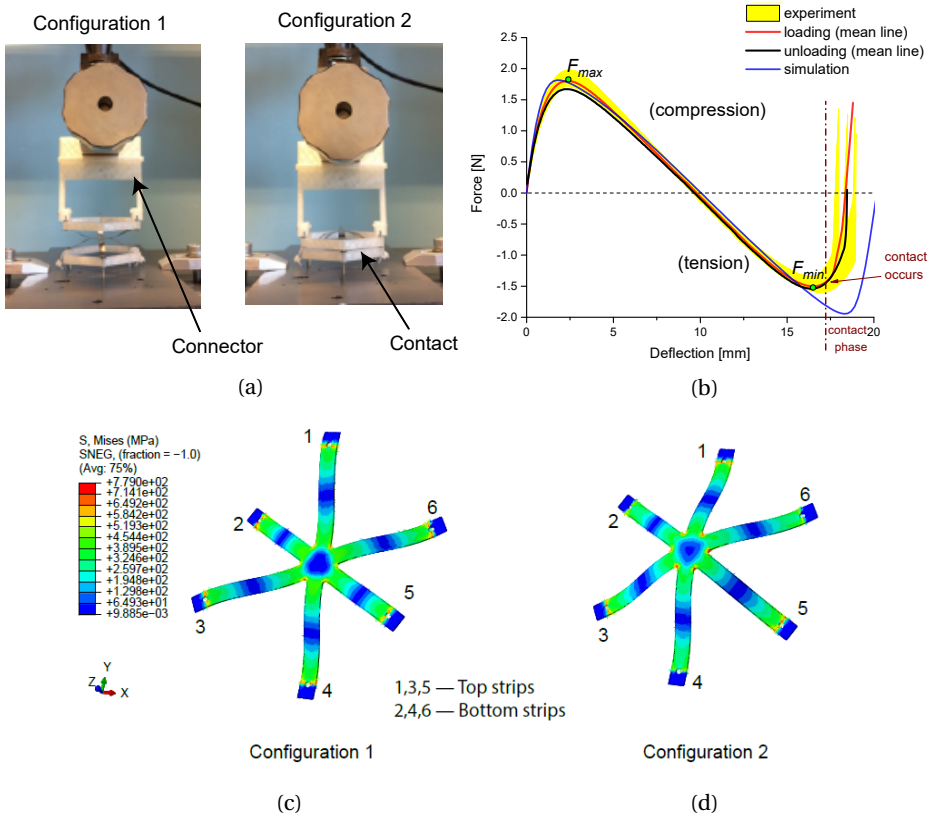 Configuration 1
Configuration 2
Connector
Contact
(a)
experiment
loading (mean line)
unloading (mean line)
simulation
2.5
2.0
1.5
1.0
0.5
0.0
-0.5
-1.0
-1.5
-2.0
Force [N]
Fmax
(compression)
(tension)
Fmin
contact
occurs
0
5
10
15
20
contact
phase
Deflection [mm]
(b)
S, Mises (MPa)
SNEG, (fraction = −1.0)
(Avg: 75%)
+7.790e+02
+7.141e+02
+6.492e+02
+5.842e+02
+5.193e+02
+4.544e+02
+3.895e+02
+3.246e+02
+2.597e+02
+1.948e+02
+1.298e+02
+6.493e+01
+9.885e−03
Z
Y
X
1
2
3
4
5
6
1
2
3
4
5
6
1,3,5 — Top strips
2,4,6 — Bottom strips
Configuration 1
Configuration 2
(c)
(d)